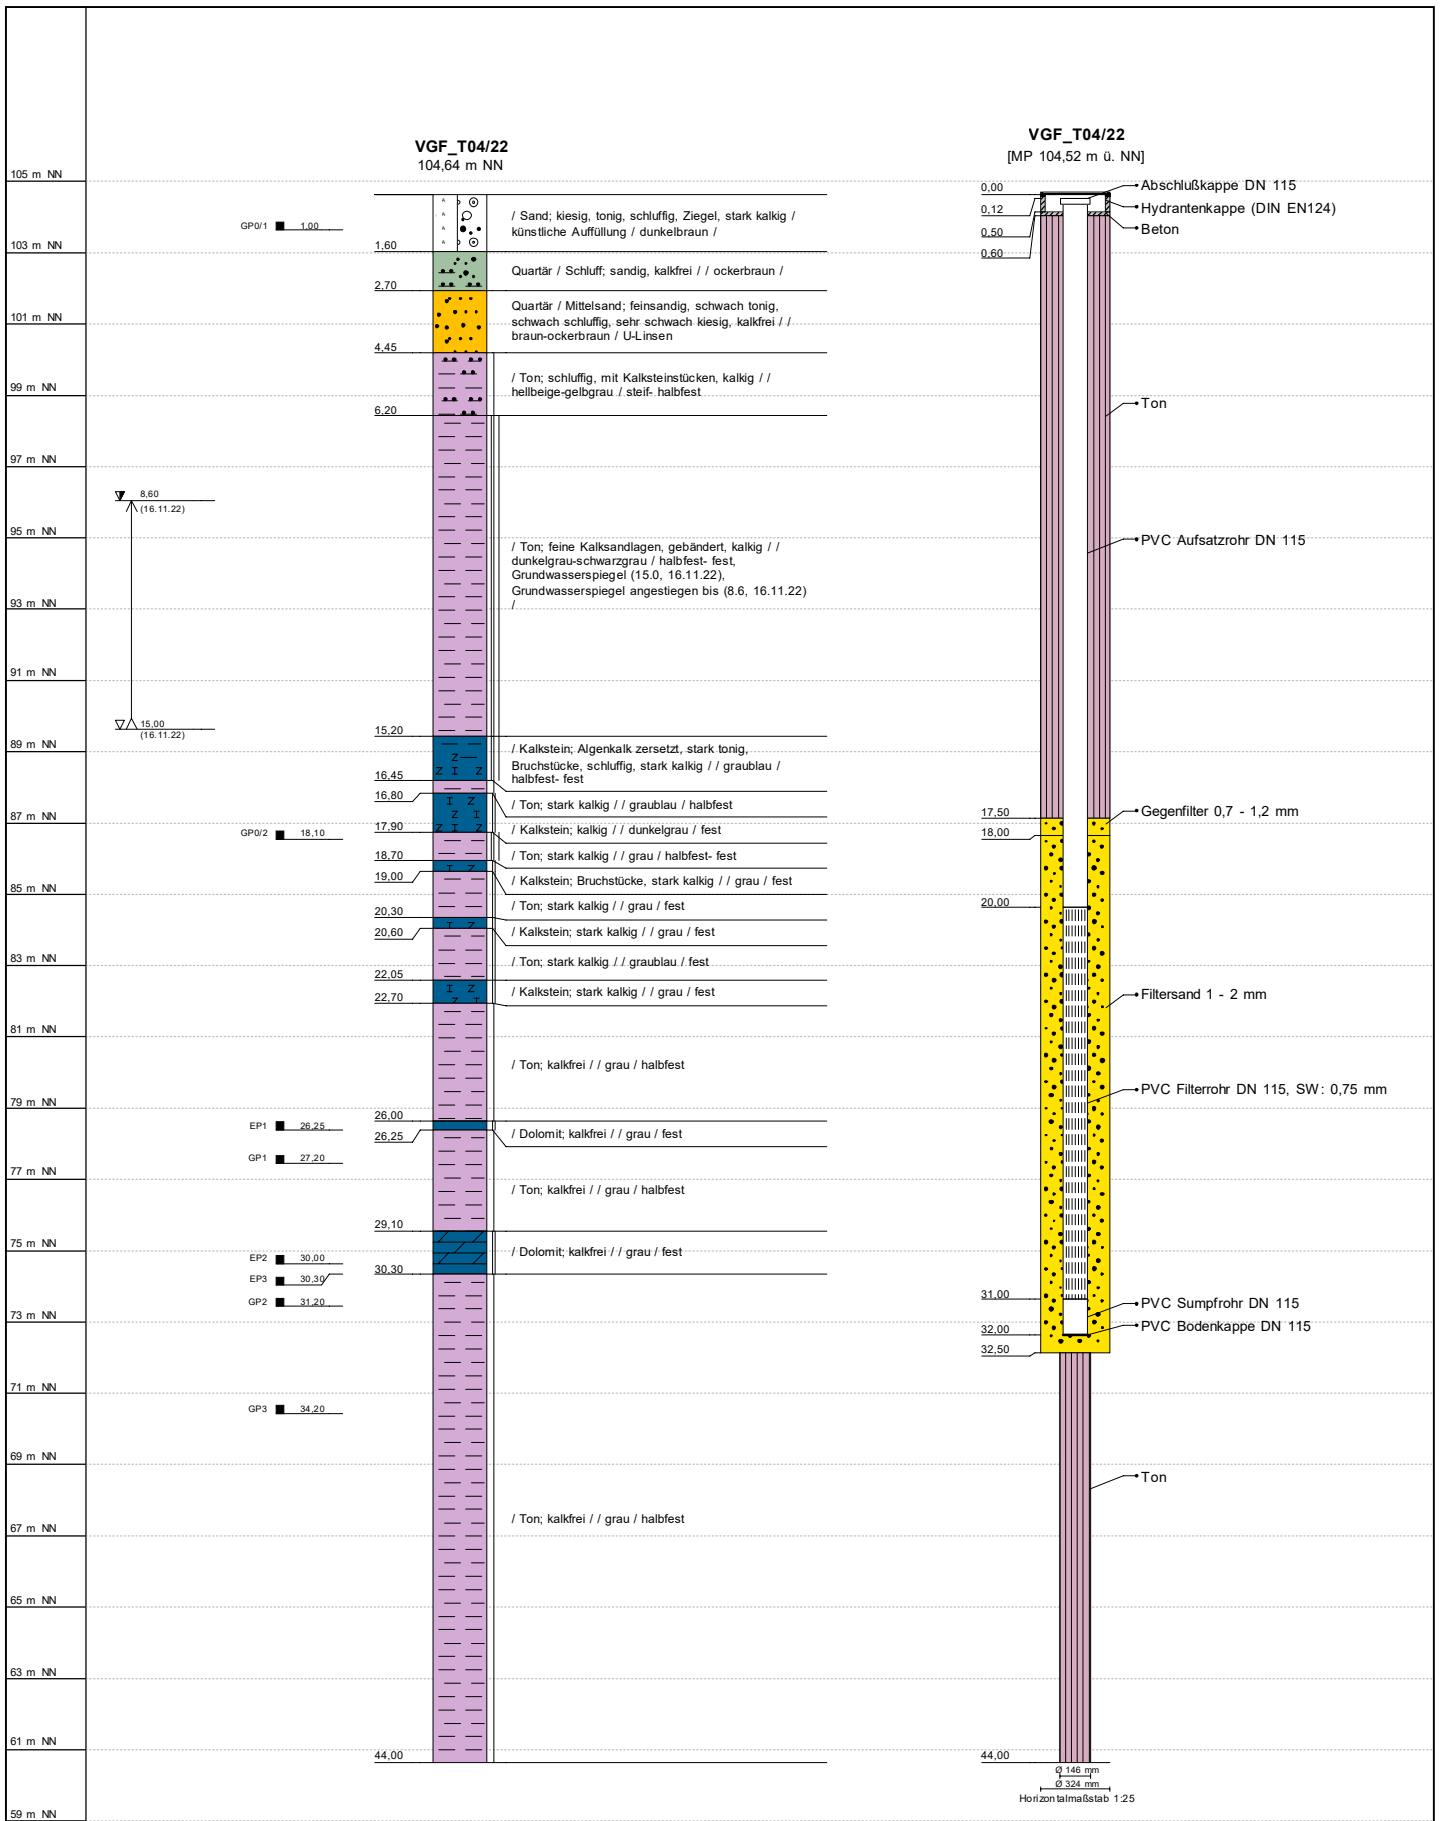 VGF_T04/22
104,64 m NN
VGF_T04/22
[MP 104,52 m ü. NN]
105 m NN
103 m NN
101 m NN
99 m NN
97 m NN
95 m NN
93 m NN
91 m NN
89 m NN
87 m NN
85 m NN
83 m NN
81 m NN
79 m NN
77 m NN
75 m NN
73 m NN
71 m NN
69 m NN
67 m NN
65 m NN
63 m NN
61 m NN
59 m NN
8,60
(16.11.22)
15,00
(16.11.22)
GP0/1 1,00
GP0/2 18,10
EP1 26,25
GP1 27,20
EP2 30,00
EP3 30,30
GP2 31,20
GP3 34,20
/ Sand; kiesig, tonig, schluffig, Ziegel, stark kalkig /
künstliche Auffüllung / dunkelbraun /
1,60
Quartär / Schluff; sandig, kalkfrei / / ockerbraun /
2,70
Quartär / Mittelsand; feinsandig, schwach tonig,
schwach schluffig, sehr schwach kiesig, kalkfrei / /
braun-ockerbraun / U-Linsen
4,45
/ Ton; schluffig, mit Kalksteinstücken, kalkig / /
hellbeige-gelbgrau / steif- halbfest
6,20
/ Ton; feine Kalksandlagen, gebändert, kalkig / /
dunkelgrau-schwarzgrau / halbfest- fest,
Grundwasserspiegel (15.0, 16.11.22),
Grundwasserspiegel angestiegen bis (8.6, 16.11.22)
/
15,20
/ Kalkstein; Algenkalk zersetzt, stark tonig,
Bruchstücke, schluffig, stark kalkig / / graublau /
halbfest- fest
16,45
/ Ton; stark kalkig / / graublau / halbfest
16,80
/ Kalkstein; kalkig / / dunkelgrau / fest
17,90
/ Ton; stark kalkig / / grau / halbfest- fest
18,70
/ Kalkstein; Bruchstücke, stark kalkig / / grau / fest
19,00
/ Ton; stark kalkig / / grau / fest
20,30
/ Kalkstein; stark kalkig / / grau / fest
20,60
/ Ton; stark kalkig / / graublau / fest
22,05
/ Kalkstein; stark kalkig / / grau / fest
22,70
/ Ton; kalkfrei / / grau / halbfest
26,00
/ Dolomit; kalkfrei / / grau / fest
26,25
/ Ton; kalkfrei / / grau / halbfest
29,10
/ Dolomit; kalkfrei / / grau / fest
30,30
/ Ton; kalkfrei / / grau / halbfest
44,00
0,00
0,12
0,50
0,60
17,50
18,00
20,00
31,00
32,00
32,50
44,00
Abschlußkappe DN 115
Hydrantenkappe (DIN EN124)
Beton
Ton
PVC Aufsatzrohr DN 115
Gegenfilter 0,7 - 1,2 mm
Filtersand 1 - 2 mm
PVC Filterrohr DN 115, SW: 0,75 mm
PVC Sumpfrohr DN 115
PVC Bodenkappe DN 115
Ton
Ø 146 mm
Ø 324 mm
Horizontalmaßstab 1:25